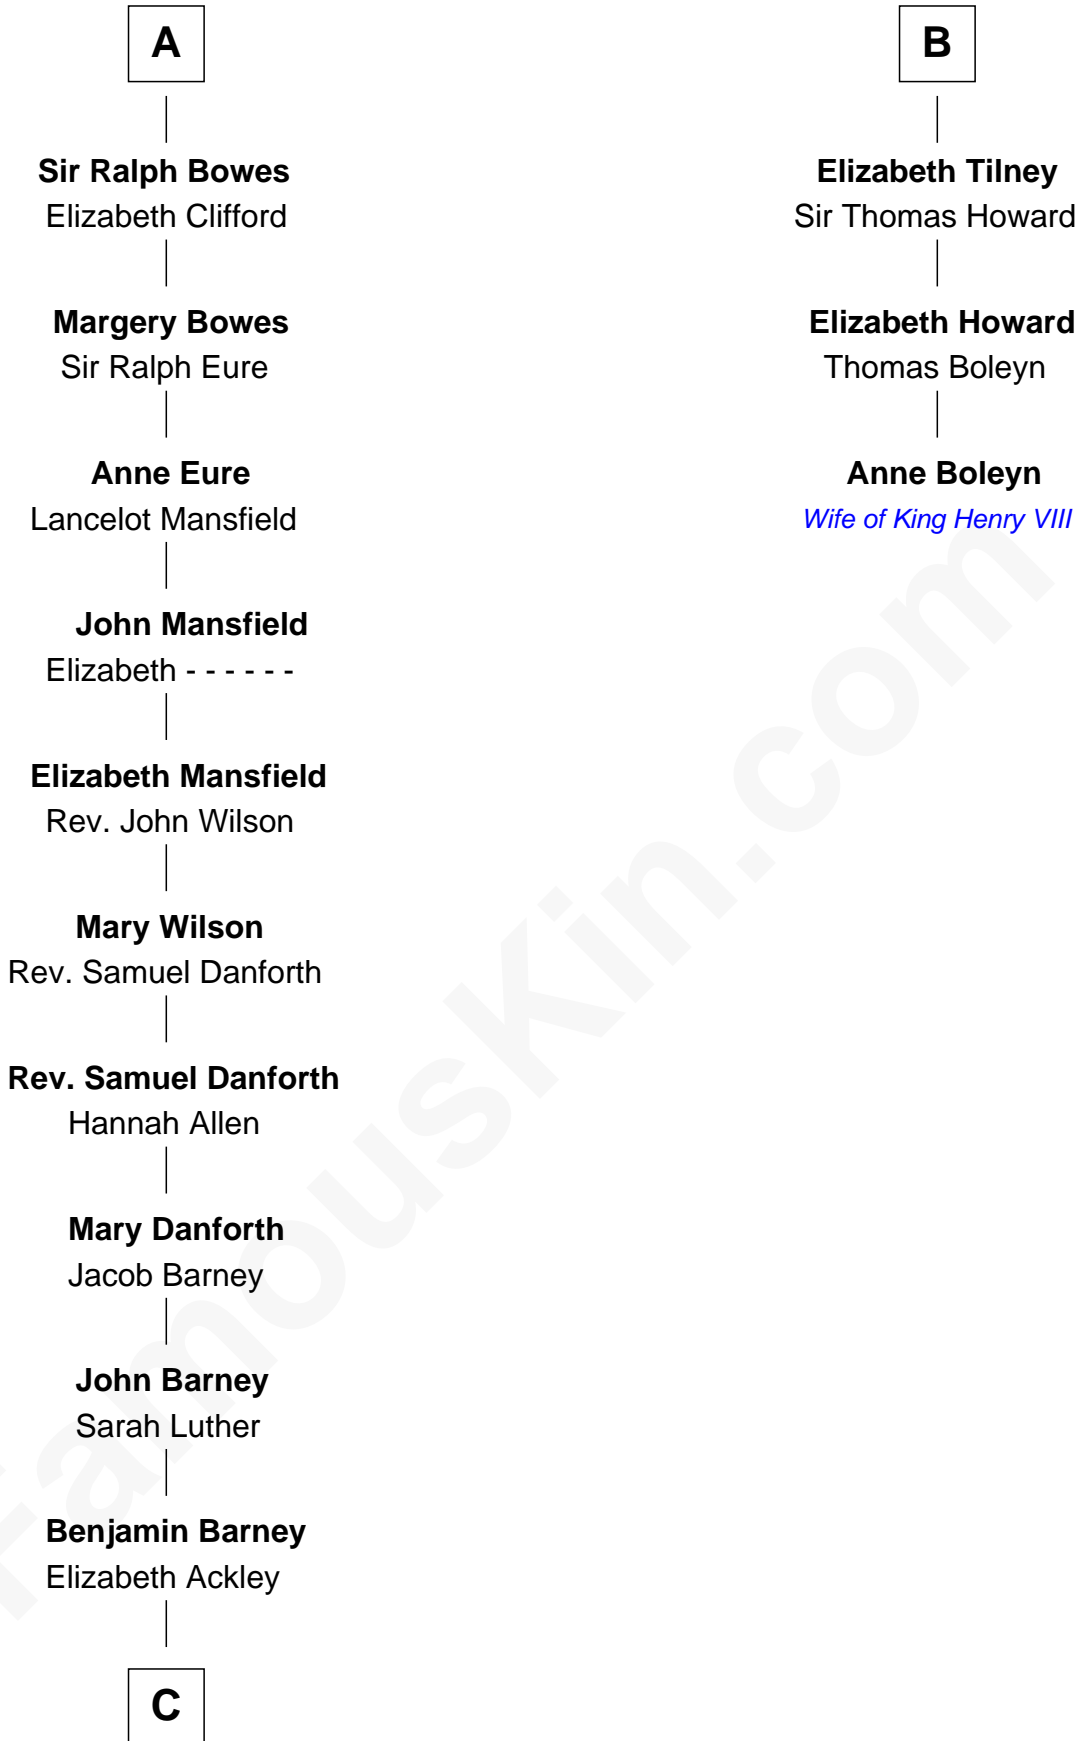 A
Sir Ralph Bowes
Elizabeth Clifford
Margery Bowes
Sir Ralph Eure
Anne Eure
Lancelot Mansfield
John Mansfield
Elizabeth - - - - - -
Elizabeth Mansfield
Rev. John Wilson
Mary Wilson
Rev. Samuel Danforth
Rev. Samuel Danforth
Hannah Allen
Mary Danforth
Jacob Barney
John Barney
Sarah Luther
Benjamin Barney
Elizabeth Ackley
C
B
Elizabeth Tilney
Sir Thomas Howard
Elizabeth Howard
Thomas Boleyn
Anne Boleyn
Wife of King Henry VIII
FamousKin.com